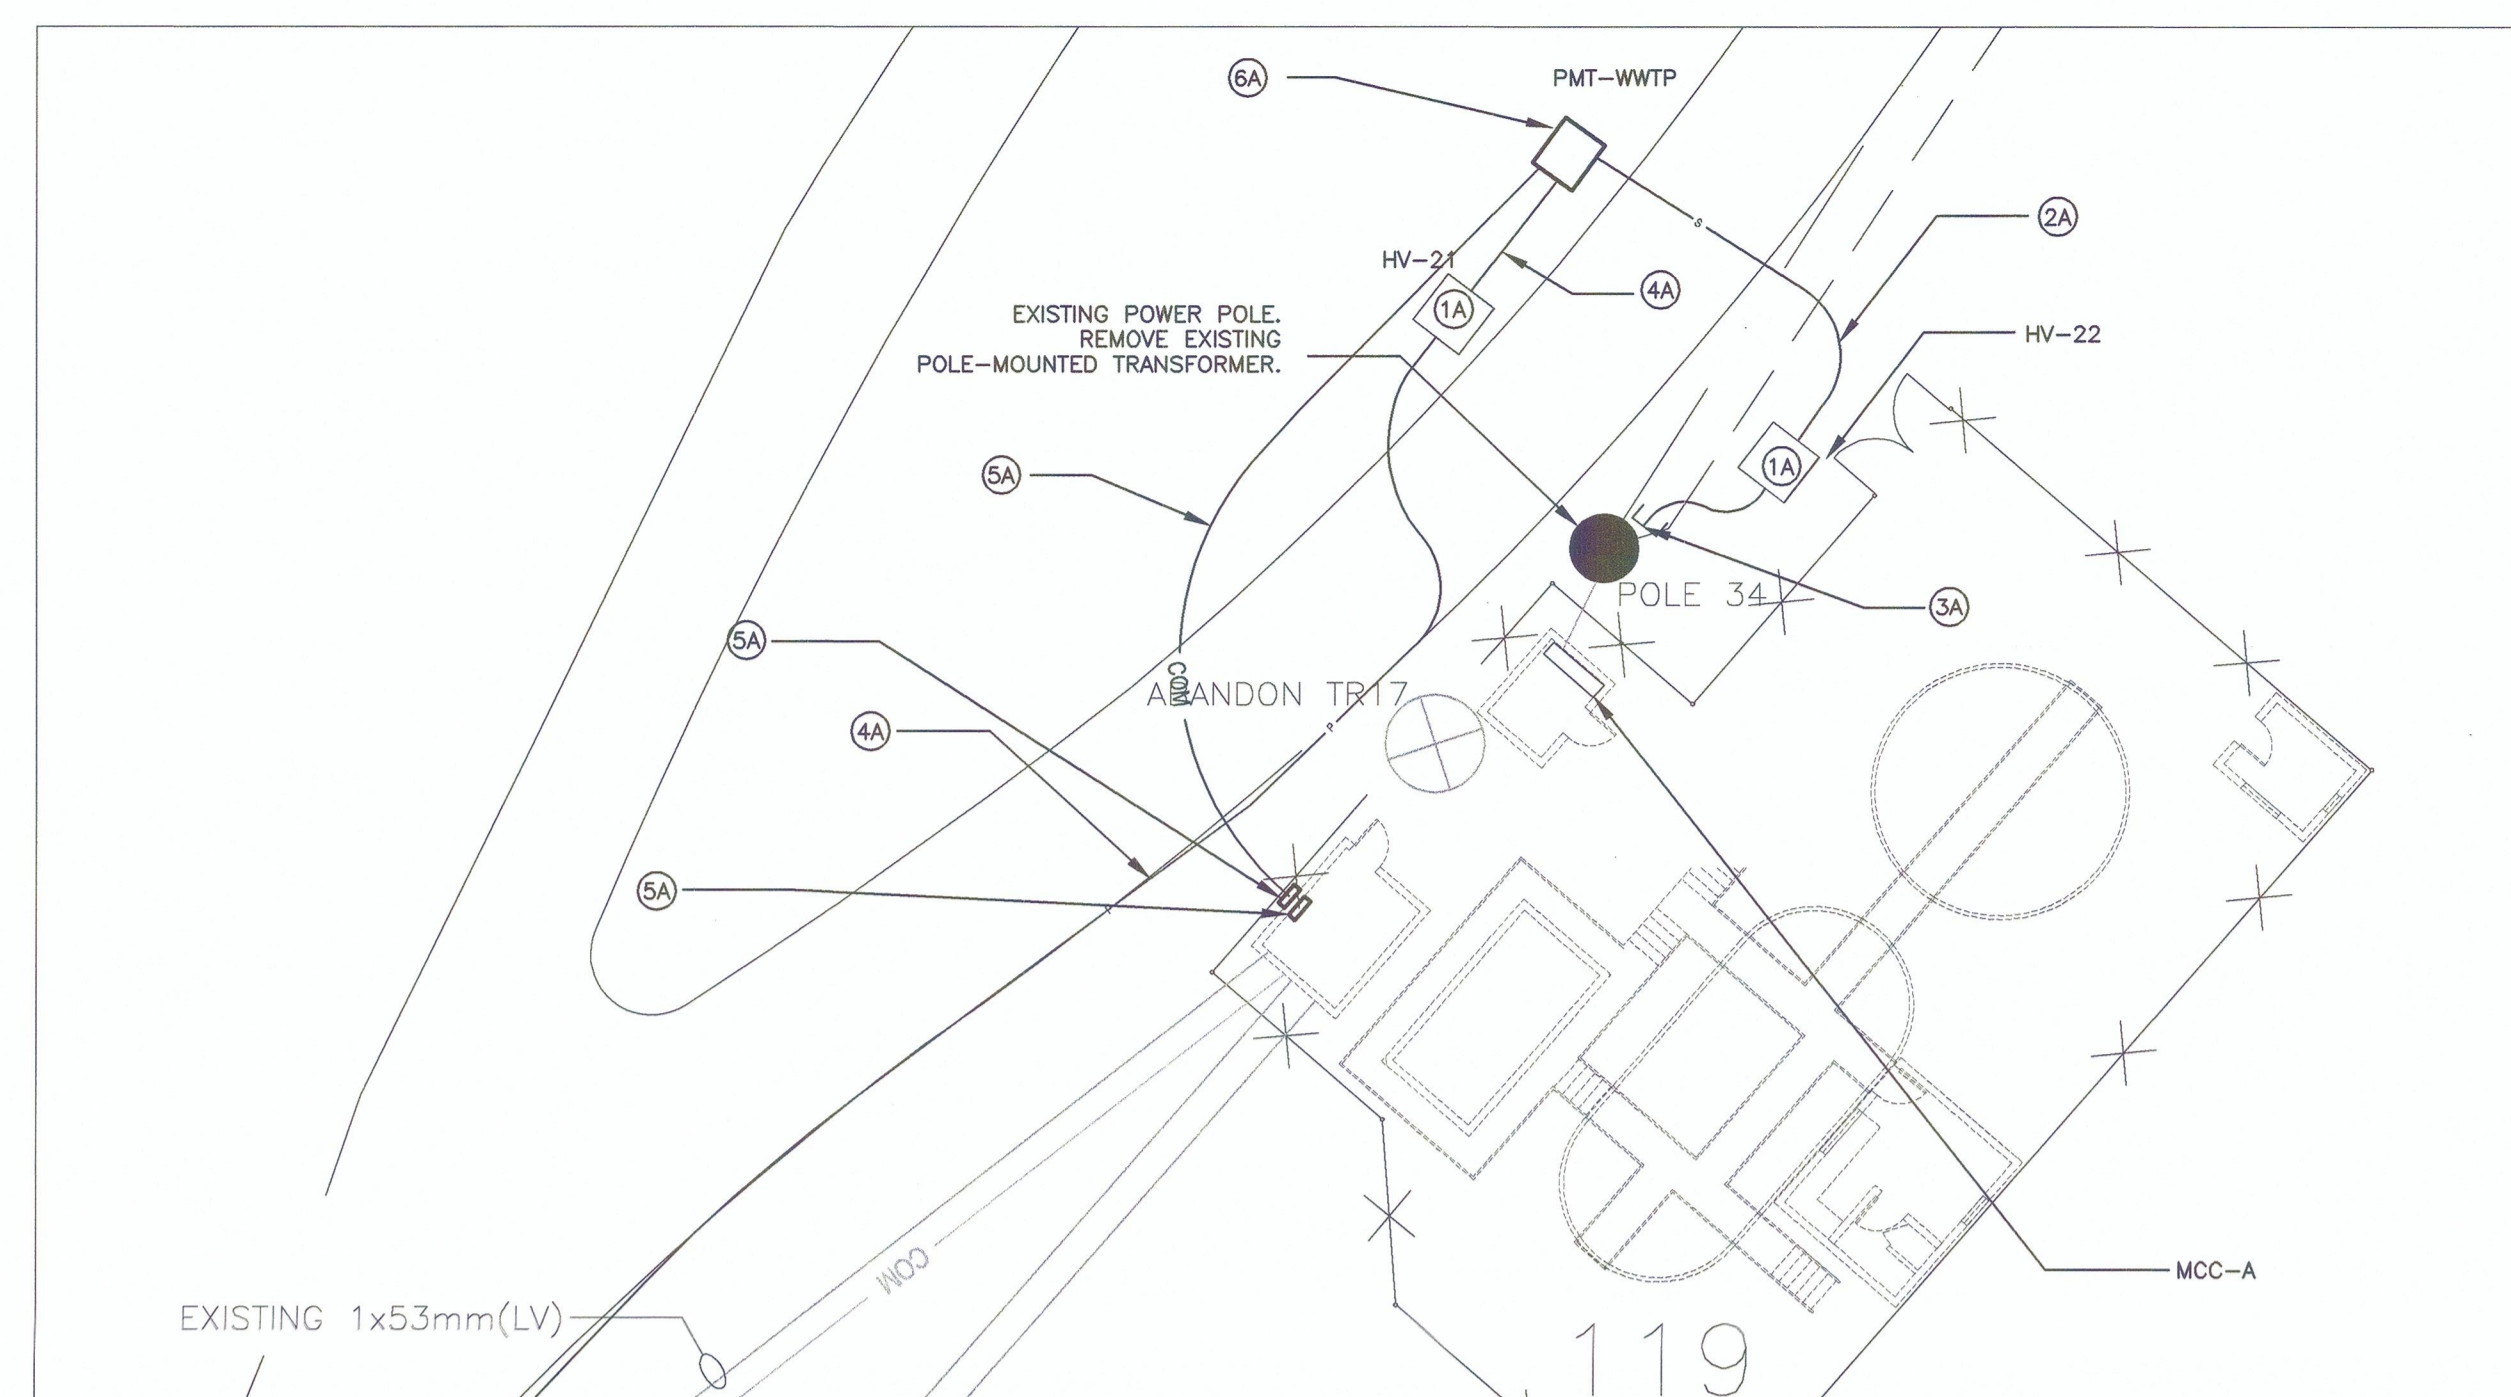 6A
PMT-WWTP
S
2A
HV-21
4A
1A
EXISTING POWER POLE.
REMOVE EXISTING
POLE-MOUNTED TRANSFORMER.
HV-22
1A
5A
POLE 34
3A
5A
COM
ABANDON TR17
4A
P
5A
P
COM
MCC-A
EXISTING 1x53mm(LV)
119